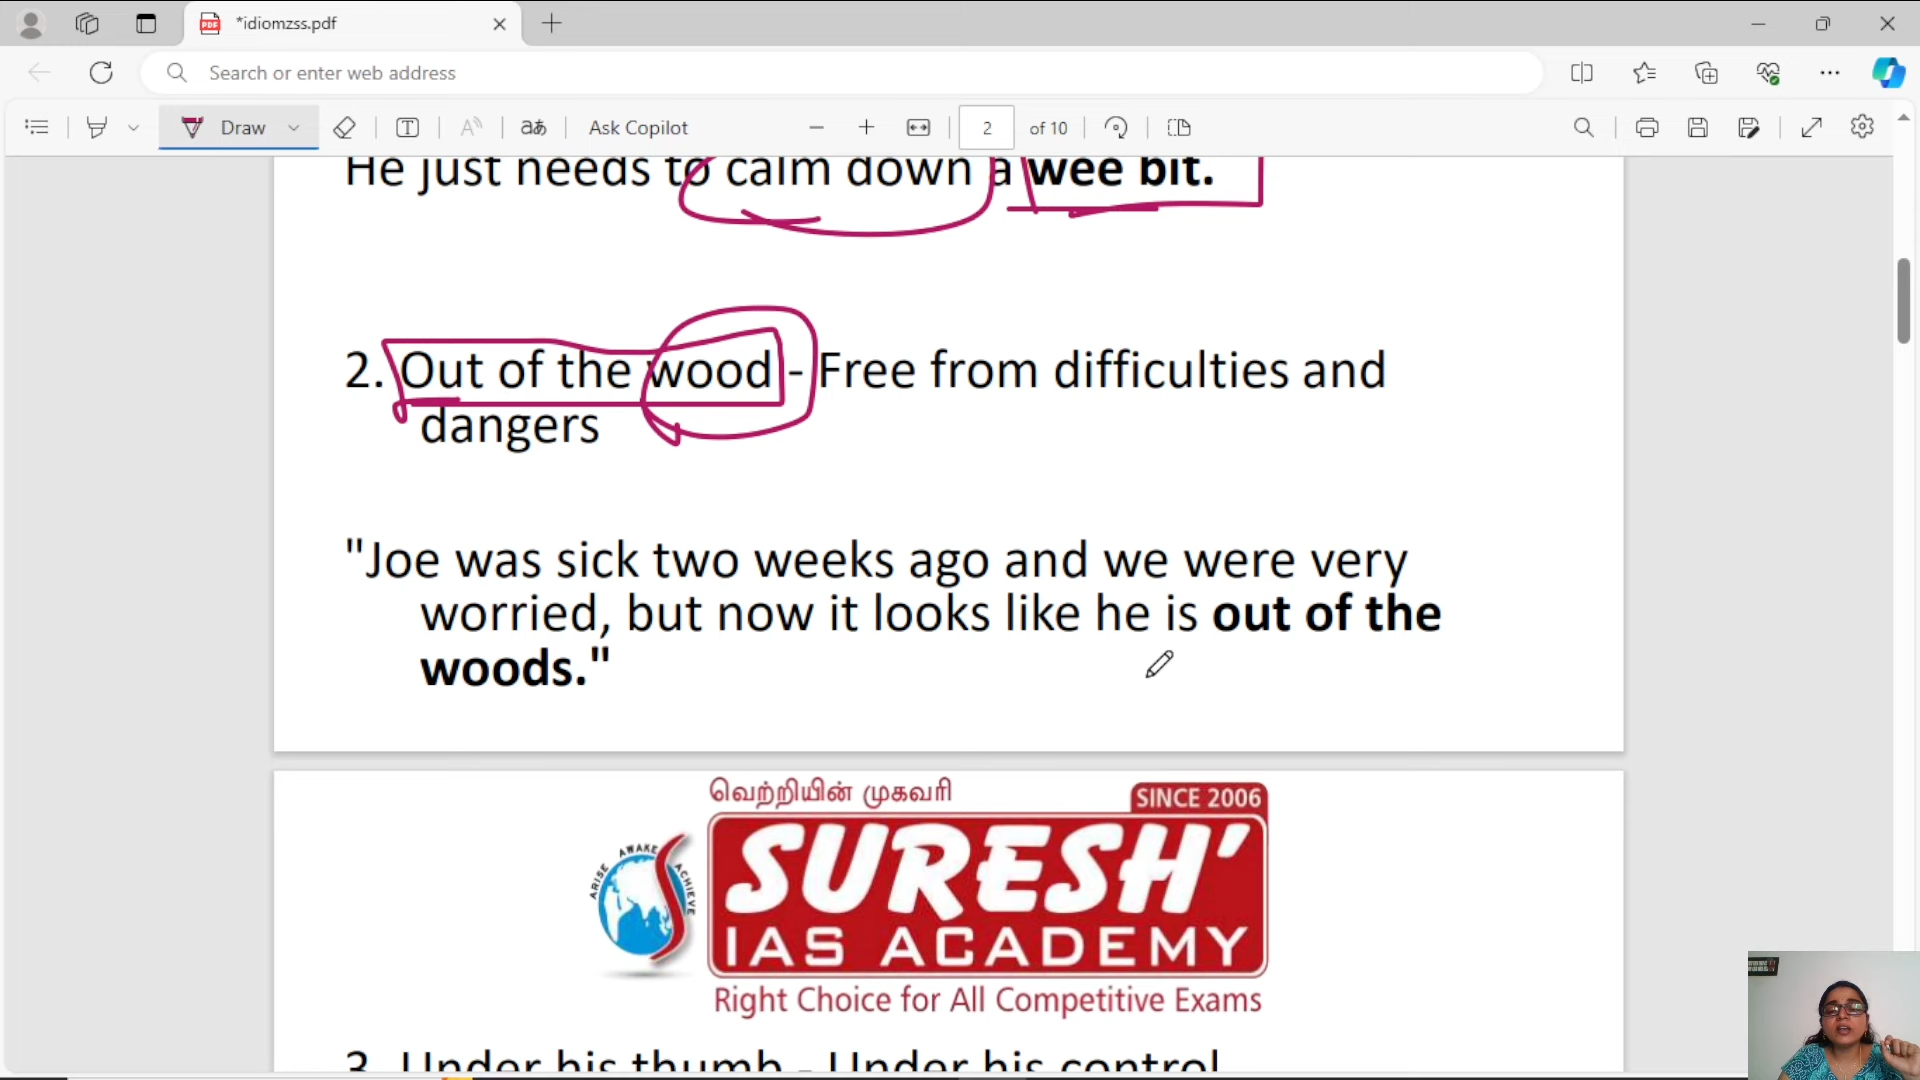 *idiomzss.pdf
Search or enter web address
Draw
Ask Copilot
2 of 10
He just needs to calm down a wee bit.
2. Out of the wood - Free from difficulties and
dangers
"Joe was sick two weeks ago and we were very
worried, but now it looks like he is out of the
woods."
வெற்றியின் முகவரி
SINCE 2006
ARISE AWAKE ACHIEVE
SURESH'
IAS ACADEMY
Right Choice for All Competitive Exams
3. Under his thumb - Under his control